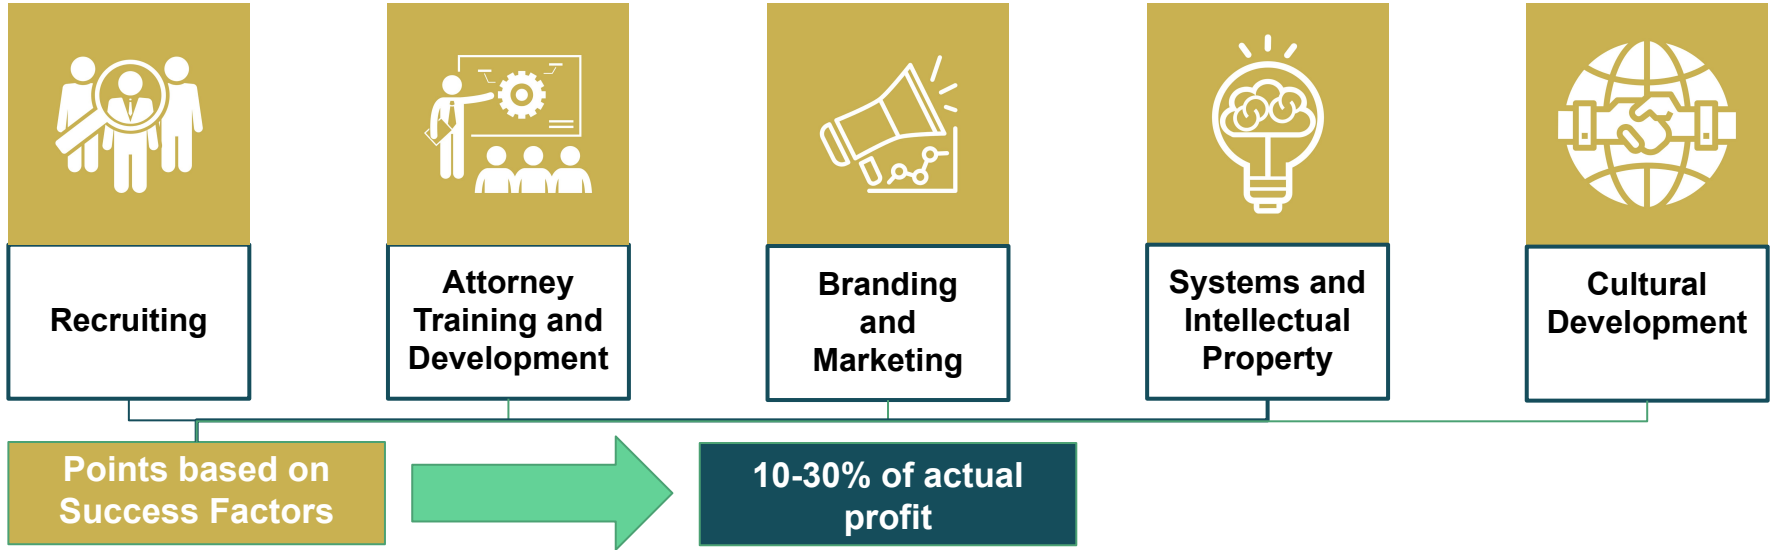 Recruiting
Attorney
Training and
Development
Branding
and
Marketing
Systems and
Intellectual
Property
Cultural
Development
Points based on
Success Factors
10-30% of actual
profit